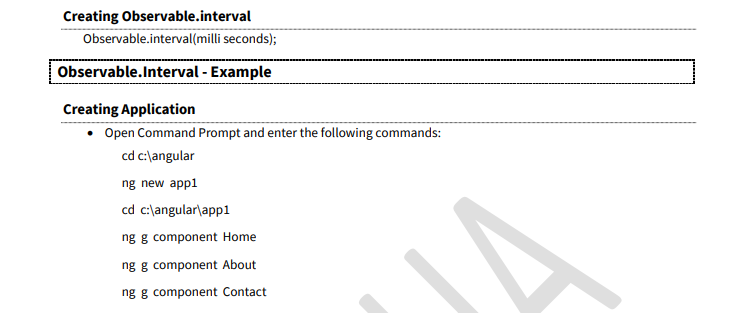 Creating Observable.interval
Observable.interval(milli seconds);
Observable.Interval - Example
Creating Application
• Open Command Prompt and enter the following commands:
cd c:\angular
ng new app1
cd c:\angular\app1
ng g component Home
ng g component About
ng g component Contact